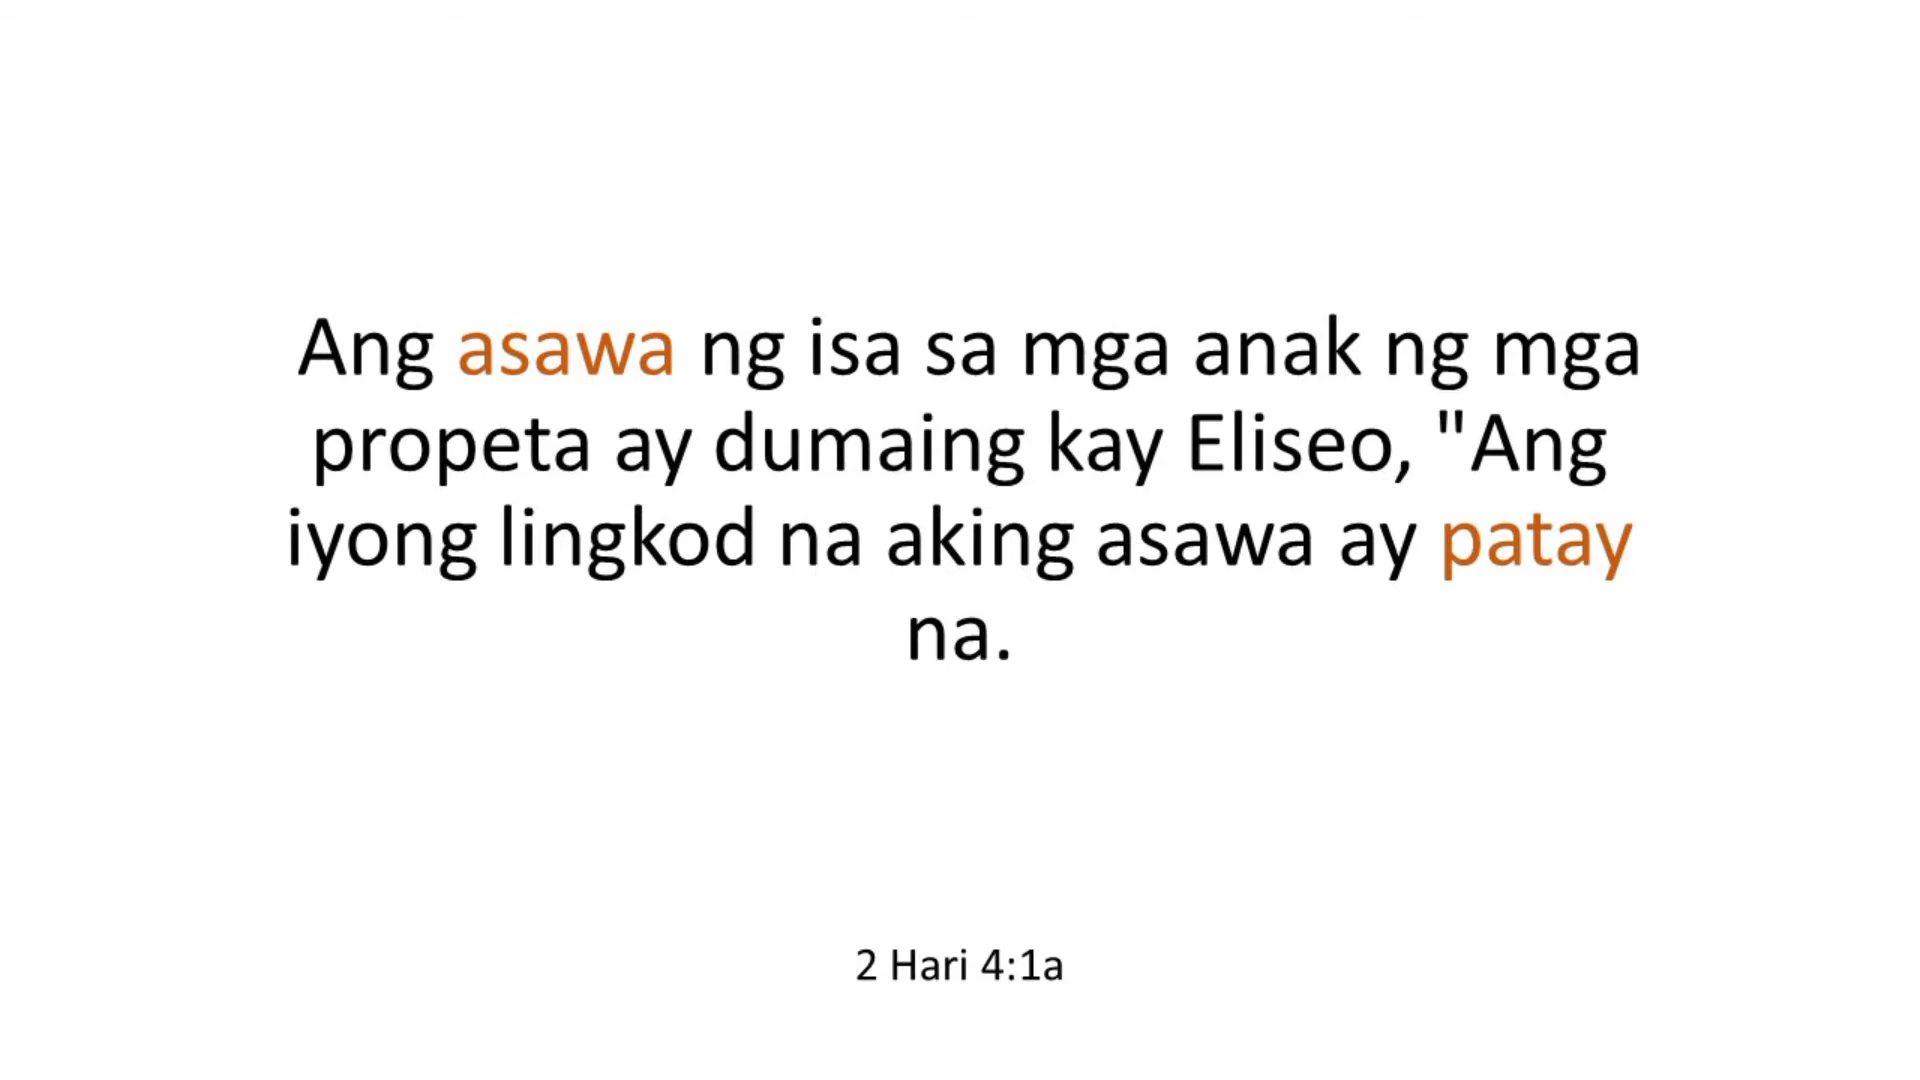 Ang asawa ng isa sa mga anak ng mga
propeta ay dumaing kay Eliseo, "Ang
iyong lingkod na aking asawa ay patay
na.
2 Hari 4:1a